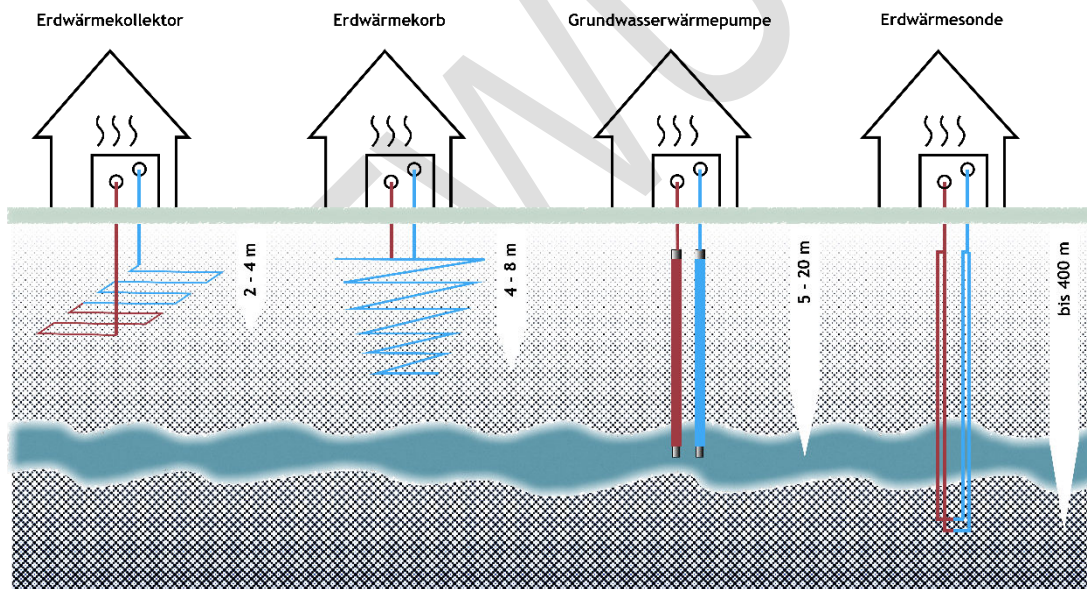 Erdwärmekollektor
Erdwärmekorb
Grundwasserwärmepumpe
Erdwärmesonde
2 - 4 m
4 - 8 m
5 - 20 m
bis 400 m